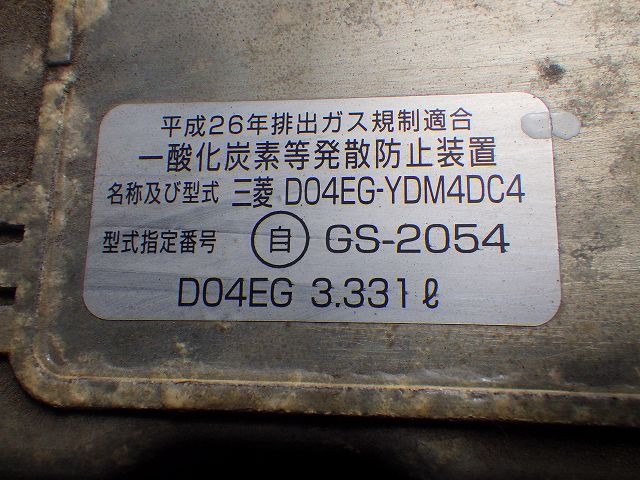 平成26年排出ガス規制適合
一酸化炭素等発散防止装置
名称及び型式 三菱 D04EG-YDM4DC4
型式指定番号 自 GS-2054
D04EG 3.331ℓ